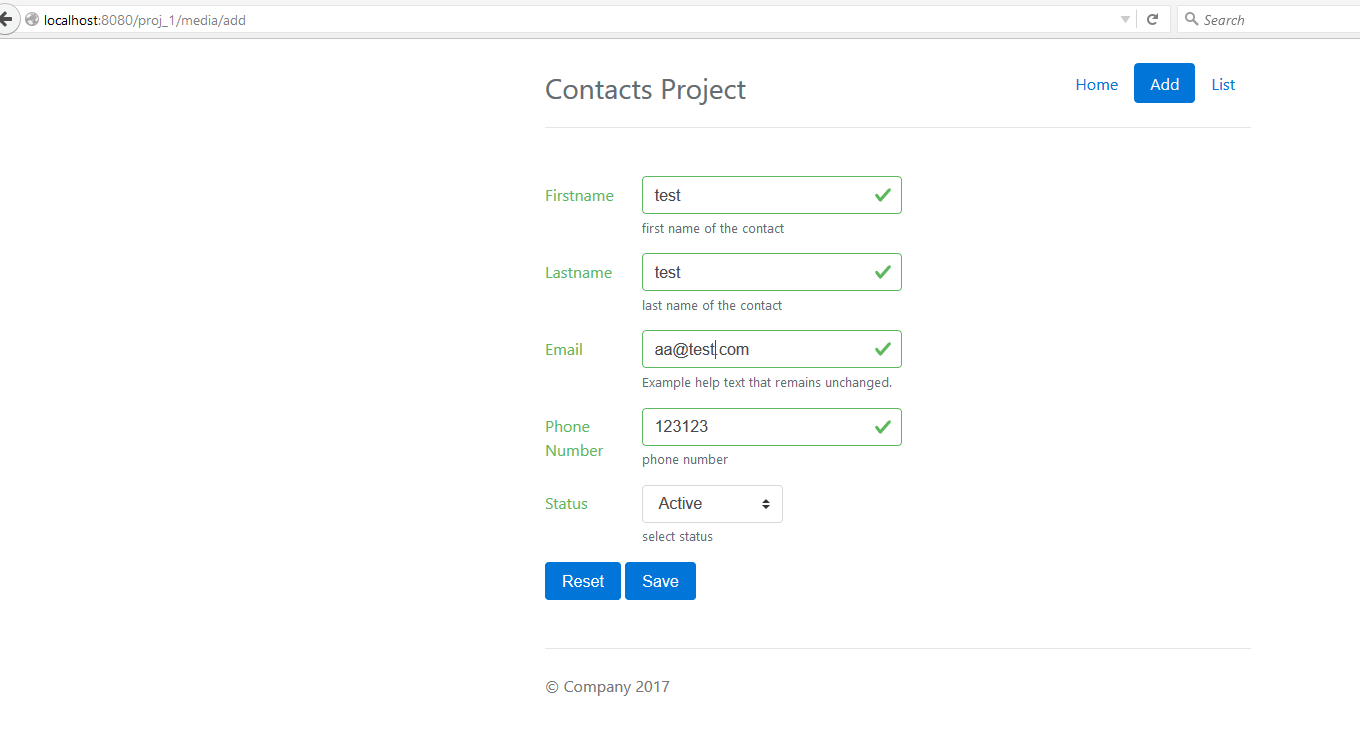 localhost:8080/proj_1/media/add
Search
Contacts Project
Home
Add
List
Firstname
test
first name of the contact
Lastname
test
last name of the contact
Email
aa@test.com
Example help text that remains unchanged.
Phone
Number
123123
phone number
Status
Active
select status
Reset
Save
© Company 2017